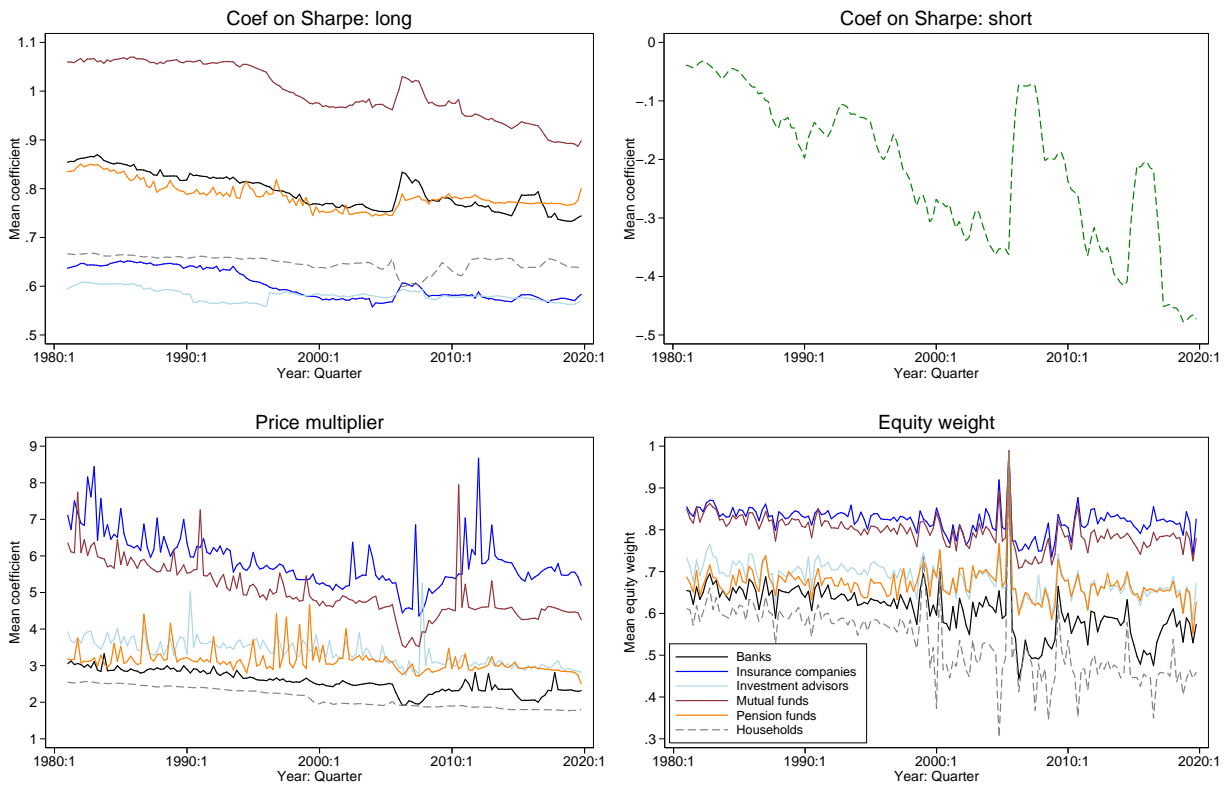 Coef on Sharpe: long
Mean coefficient
1.1
1
.9
.8
.7
.6
.5
1980:1 1990:1 2000:1 2010:1 2020:1
Year: Quarter
Coef on Sharpe: short
Mean coefficient
0
−.1
−.2
−.3
−.4
−.5
1980:1 1990:1 2000:1 2010:1 2020:1
Year: Quarter
Price multiplier
Mean coefficient
9
8
7
6
5
4
3
2
1
1980:1 1990:1 2000:1 2010:1 2020:1
Year: Quarter
Equity weight
Mean equity weight
1
.9
.8
.7
.6
.5
.4
.3
Banks
Insurance companies
Investment advisors
Mutual funds
Pension funds
Households
1980:1 1990:1 2000:1 2010:1 2020:1
Year: Quarter